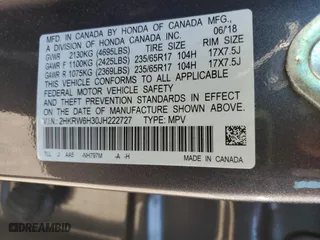 MFD. IN CANADA BY HONDA OF CANADA MFG., 06/18
A DIVISION OF HONDA CANADA INC. TIRE SIZE RIM SIZE
GVWR 2130KG (4695LBS)
GAWR F 1100KG (2425LBS) 235/65R17 104H 17X7.5J
GAWR R 1075KG (2369LBS) 235/65R17 104H 17X7.5J
THIS VEHICLE CONFORMS TO ALL APPLICABLE
FEDERAL MOTOR VEHICLE SAFETY AND
THEFT PREVENTION STANDARDS IN EFFECT ON
THE DATE OF MANUFACTURE SHOWN ABOVE.
V.I.N: 2HKRW6H30JH222727 TYPE: MPV
-A -H
MADE IN CANADA